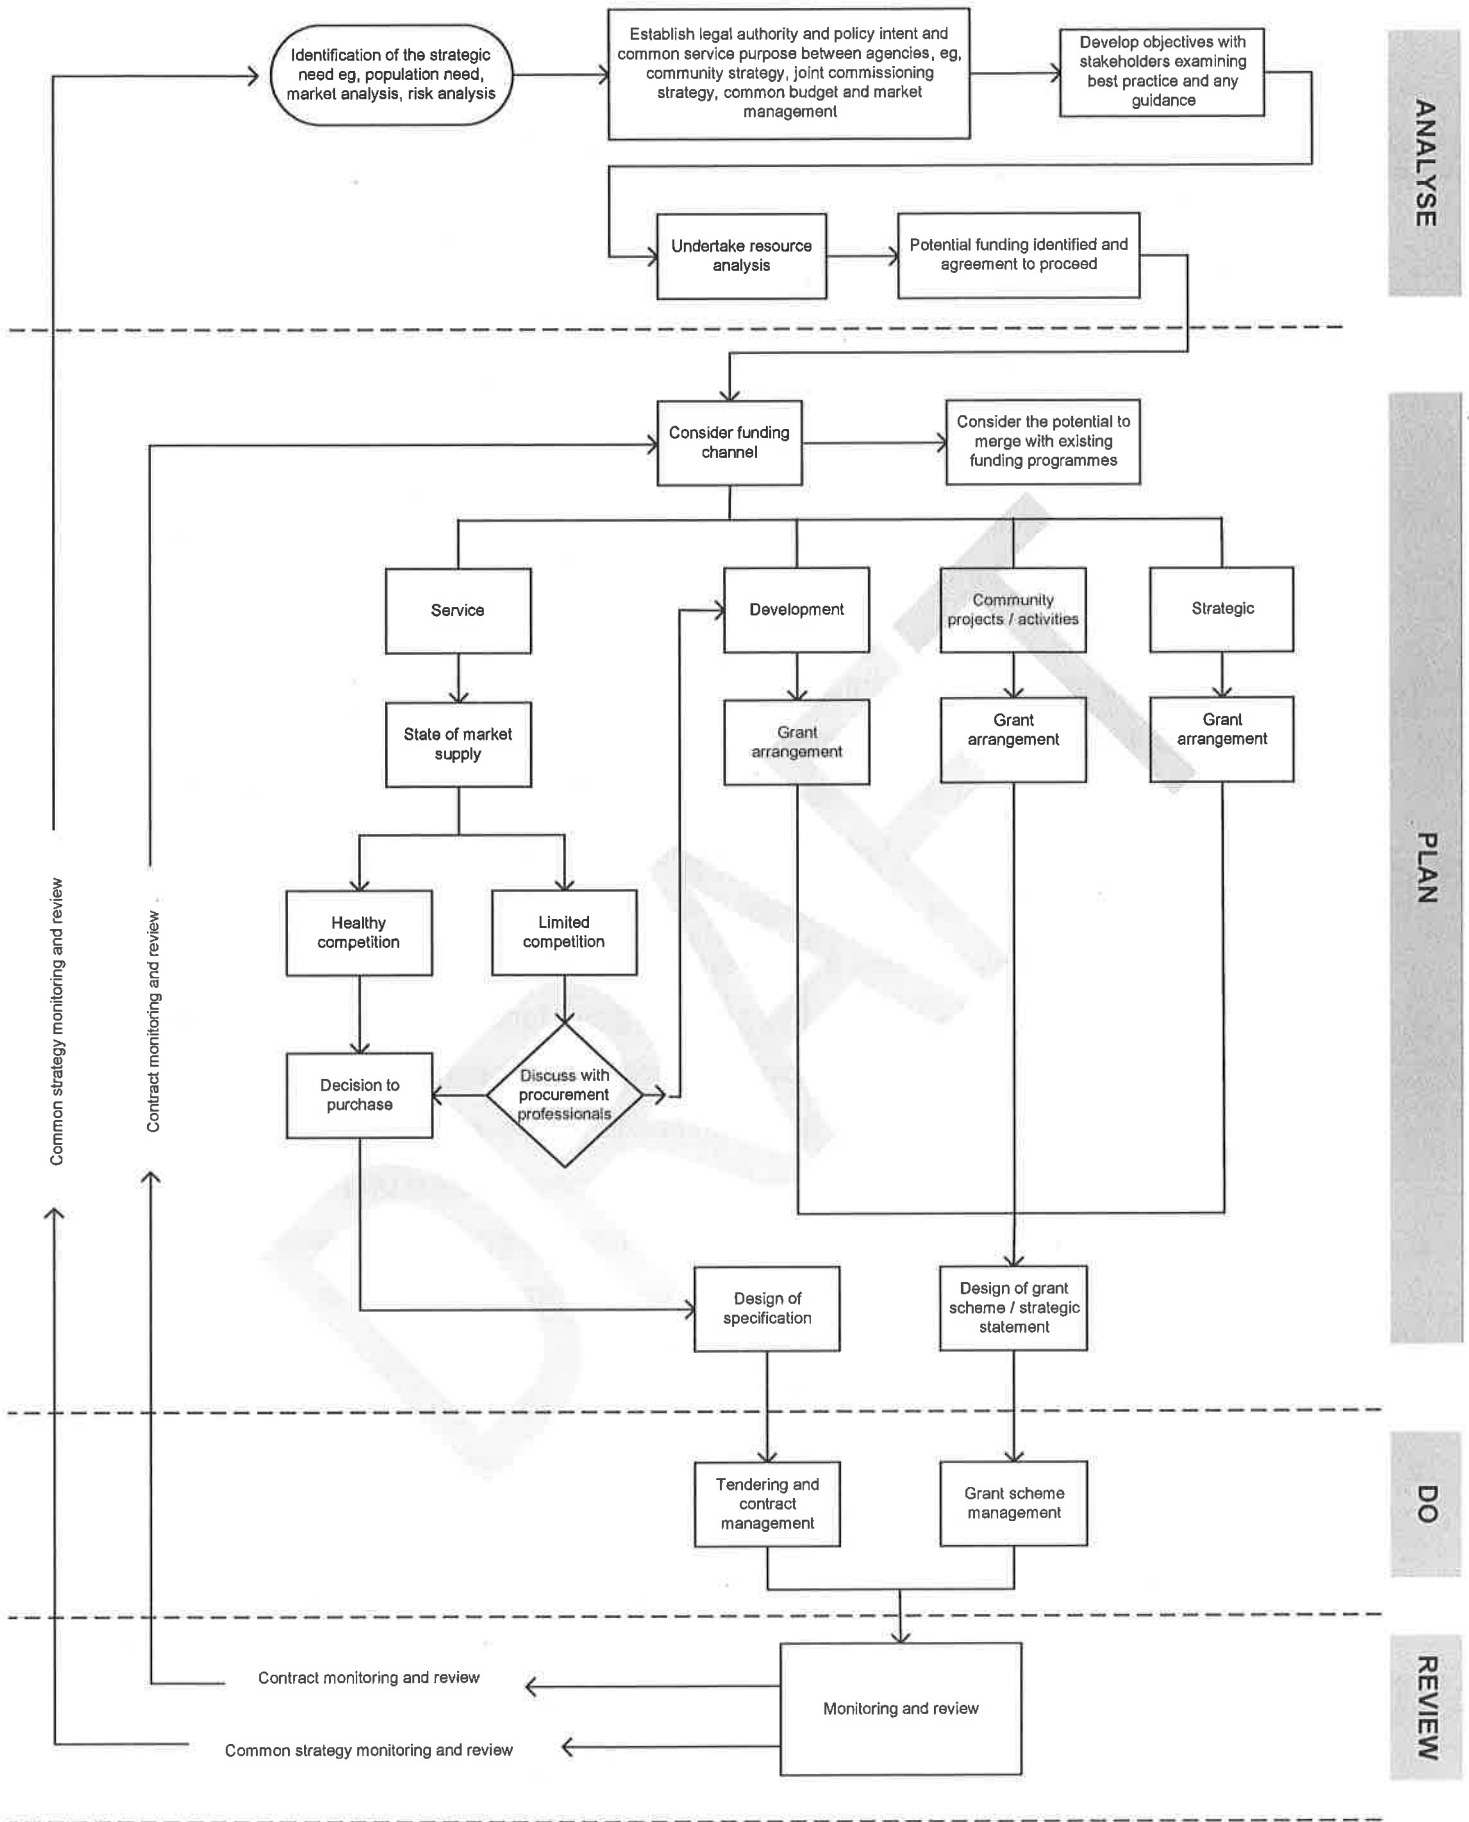 Identification of the strategic
need eg, population need,
market analysis, risk analysis
Establish legal authority and policy intent and
common service purpose between agencies, eg,
community strategy, joint commissioning
strategy, common budget and market
management
Develop objectives with
stakeholders examining
best practice and any
guidance
ANALYSE
Undertake resource
analysis
Potential funding identified and
agreement to proceed
Consider funding
channel
Consider the potential to
merge with existing
funding programmes
Service
Development
Community
projects / activities
Strategic
State of market
supply
Grant
arrangement
Grant
arrangement
Grant
arrangement
PLAN
Healthy
competition
Limited
competition
Common strategy monitoring and review
Contract monitoring and review
Decision to
purchase
Discuss with
procurement
professionals
DRAFT
Design of
specification
Design of grant
scheme / strategic
statement
Tendering and
contract
management
Grant scheme
management
DO
Contract monitoring and review
Common strategy monitoring and review
Monitoring and review
REVIEW